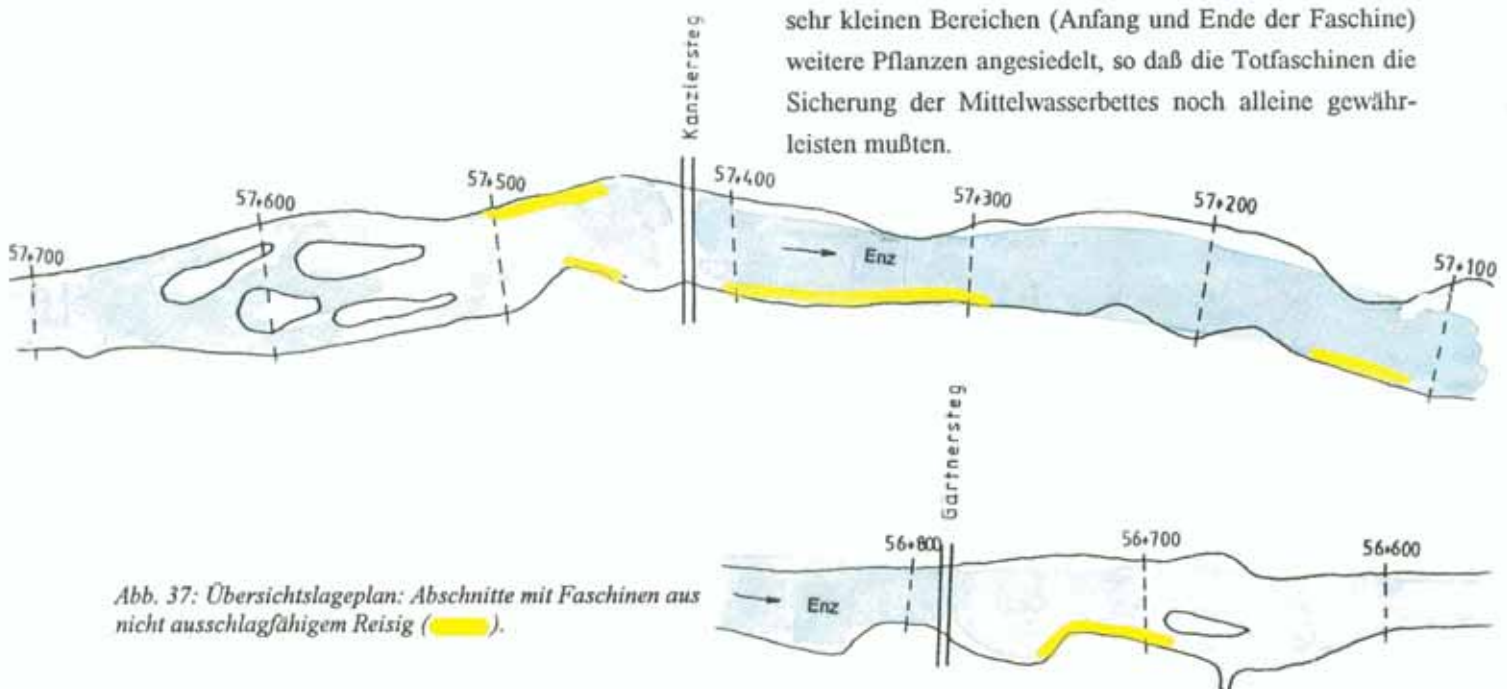 sehr kleinen Bereichen (Anfang und Ende der Faschine)
weitere Pflanzen angesiedelt, so daß die Totfaschinen die
Sicherung der Mittelwasserbettes noch alleine gewähr-
leisten mußten.
Kanzlersteg
57+700
57+600
57+500
57+400
57+300
57+200
57+100
Enz
Gärtnersteg
56+800
56+700
56+600
Enz
Abb. 37: Übersichtslageplan: Abschnitte mit Faschinen aus
nicht ausschlagfähigem Reisig ( ).